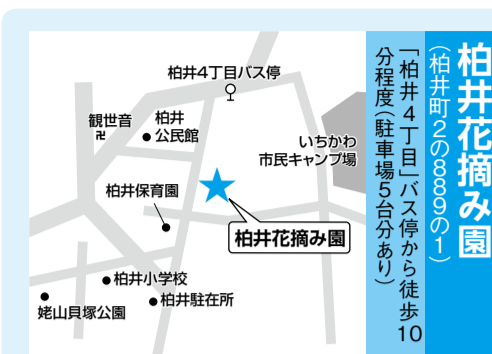 柏井花摘み園
（柏井町2の889の1）
「柏井4丁目」バス停から徒歩10
分程度（駐車場5台分あり）
柏井4丁目バス停
観世音
卍
柏井
公民館
いちかわ
市民キャンプ場
柏井保育園
柏井花摘み園
柏井小学校
柏井駐在所
姥山貝塚公園